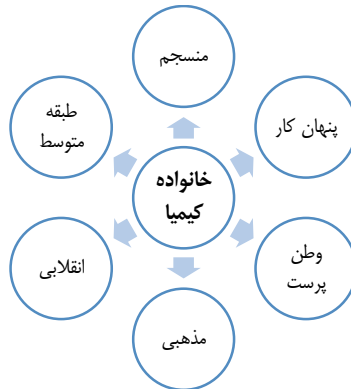 منسجم
پنهان کار
وطن
پرست
مذهبی
انقلابی
طبقه
متوسط
خانواده
کیمیا